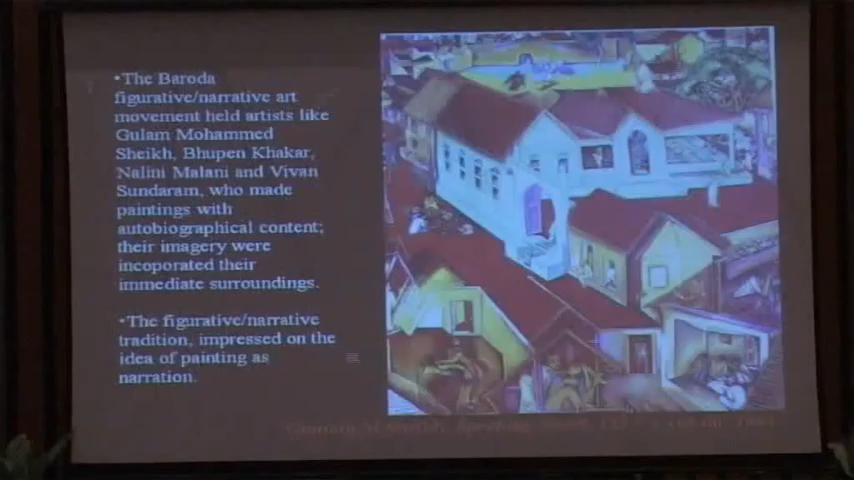 •The Baroda
figurative/narrative art
movement held artists like
Gulam Mohammed
Sheikh, Bhupen Khakar,
Nalini Malani and Vivan
Sundaram, who made
paintings with
autobiographical content;
their imagery were
incoporated their
immediate surroundings.
•The figurative/narrative
tradition, impressed on the
idea of painting as
narration.